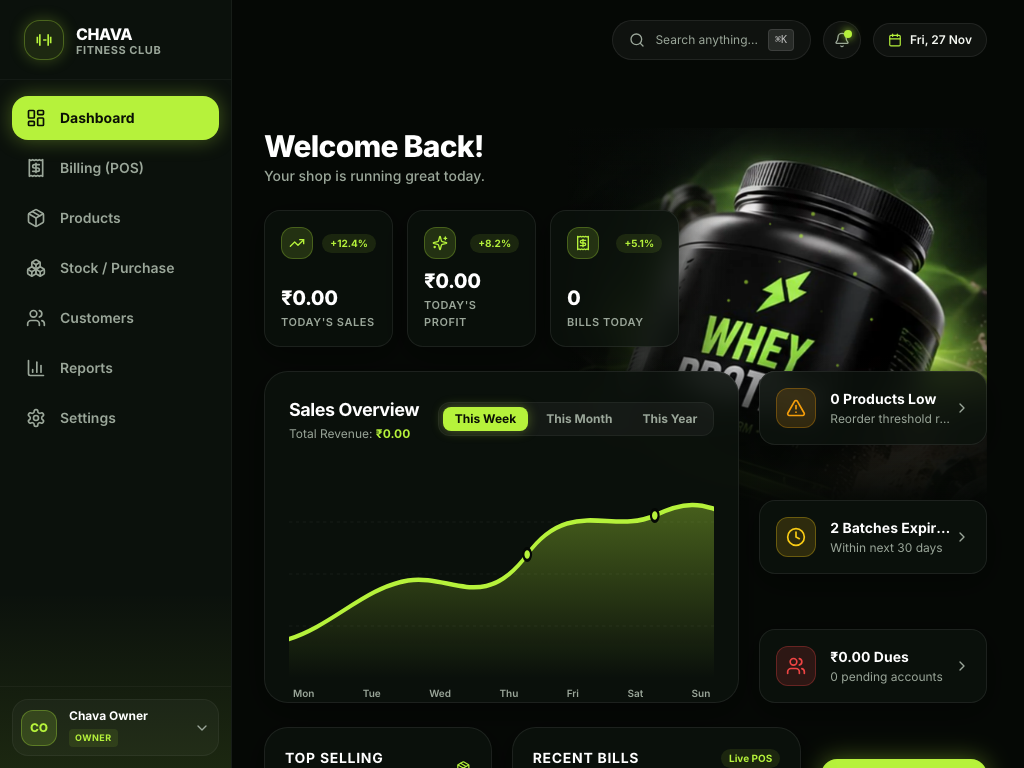 CHAVA
FITNESS CLUB
Search anything...
⌘K
Fri, 27 Nov
Dashboard
Billing (POS)
Products
Stock / Purchase
Customers
Reports
Settings
Chava Owner
OWNER
CO
Welcome Back!
Your shop is running great today.
+12.4%
₹0.00
TODAY'S SALES
+8.2%
₹0.00
TODAY'S
PROFIT
+5.1%
0
BILLS TODAY
WHEY
Sales Overview
Total Revenue: ₹0.00
This Week
This Month
This Year
Mon
Tue
Wed
Thu
Fri
Sat
Sun
0 Products Low
Reorder threshold r...
2 Batches Expir...
Within next 30 days
₹0.00 Dues
0 pending accounts
TOP SELLING
RECENT BILLS
Live POS